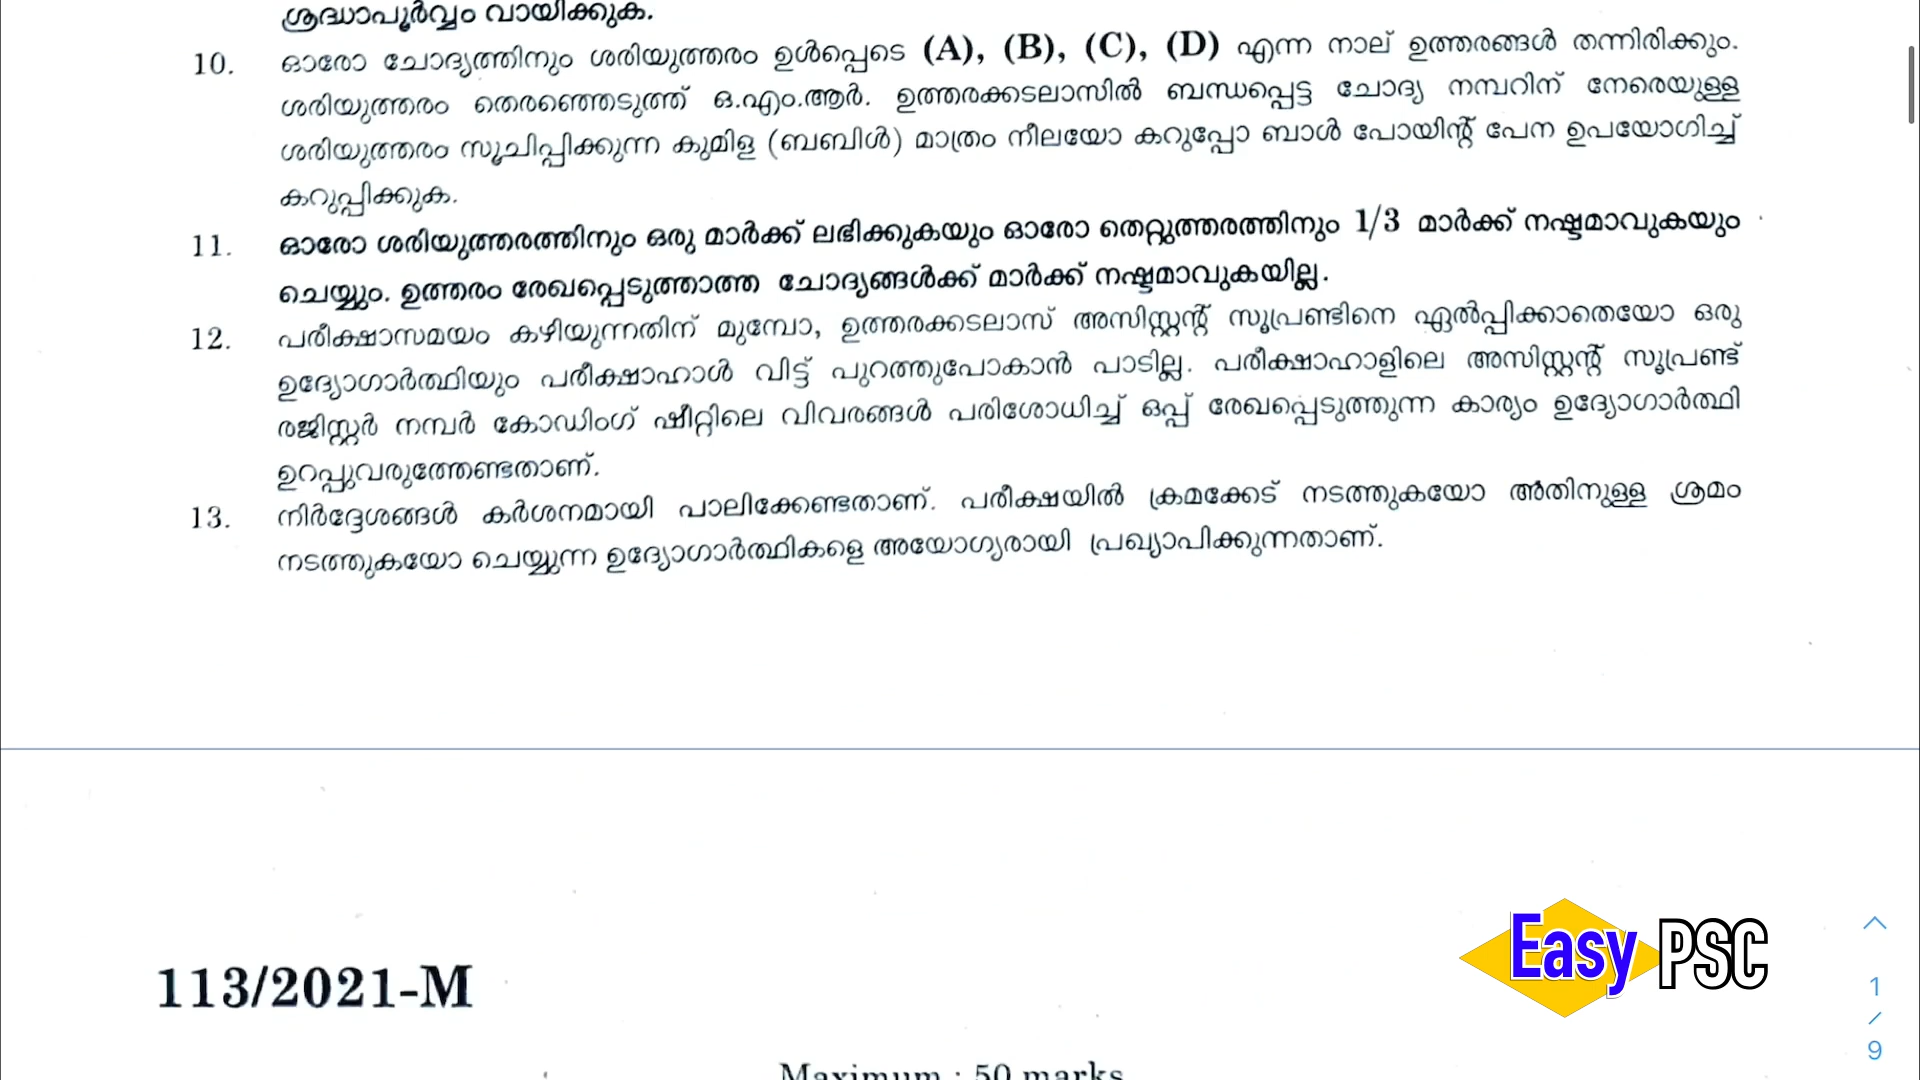 ശ്രദ്ധാപൂർവ്വം വായിക്കുക.
10. ഓരോ ചോദ്യത്തിനും ശരിയുത്തരം ഉൾപ്പെടെ (A), (B), (C), (D) എന്ന നാല് ഉത്തരങ്ങൾ തന്നിരിക്കും.
ശരിയുത്തരം തെരഞ്ഞെടുത്ത് ഒ.എം.ആർ. ഉത്തരക്കടലാസിൽ ബന്ധപ്പെട്ട ചോദ്യ നമ്പറിന് നേരെയുള്ള
ശരിയുത്തരം സൂചിപ്പിക്കുന്ന കുമിള (ബബിൾ) മാത്രം നീലയോ കറുപ്പോ ബാൾ പോയിന്റ് പേന ഉപയോഗിച്ച്
കറുപ്പിക്കുക.
11. ഓരോ ശരിയുത്തരത്തിനും ഒരു മാർക്ക് ലഭിക്കുകയും ഓരോ തെറ്റുത്തരത്തിനും 1/3 മാർക്ക് നഷ്ടമാവുകയും
ചെയ്യും. ഉത്തരം രേഖപ്പെടുത്താത്ത ചോദ്യങ്ങൾക്ക് മാർക്ക് നഷ്ടമാവുകയില്ല.
12. പരീക്ഷാസമയം കഴിയുന്നതിന് മുമ്പോ, ഉത്തരക്കടലാസ് അസിസ്റ്റന്റ് സൂപ്രണ്ടിനെ ഏൽപ്പിക്കാതെയോ ഒരു
ഉദ്യോഗാർത്ഥിയും പരീക്ഷാഹാൾ വിട്ട് പുറത്തുപോകാൻ പാടില്ല. പരീക്ഷാഹാളിലെ അസിസ്റ്റന്റ് സൂപ്രണ്ട്
രജിസ്റ്റർ നമ്പർ കോഡിംഗ് ഷീറ്റിലെ വിവരങ്ങൾ പരിശോധിച്ച് ഒപ്പ് രേഖപ്പെടുത്തുന്ന കാര്യം ഉദ്യോഗാർത്ഥി
ഉറപ്പുവരുത്തേണ്ടതാണ്.
13. നിർദ്ദേശങ്ങൾ കർശനമായി പാലിക്കേണ്ടതാണ്. പരീക്ഷയിൽ ക്രമക്കേട് നടത്തുകയോ അതിനുള്ള ശ്രമം
നടത്തുകയോ ചെയ്യുന്ന ഉദ്യോഗാർത്ഥികളെ അയോഗ്യരായി പ്രഖ്യാപിക്കുന്നതാണ്.
Easy PSC
113/2021-M
1
/
9
Maximum : 50 marks